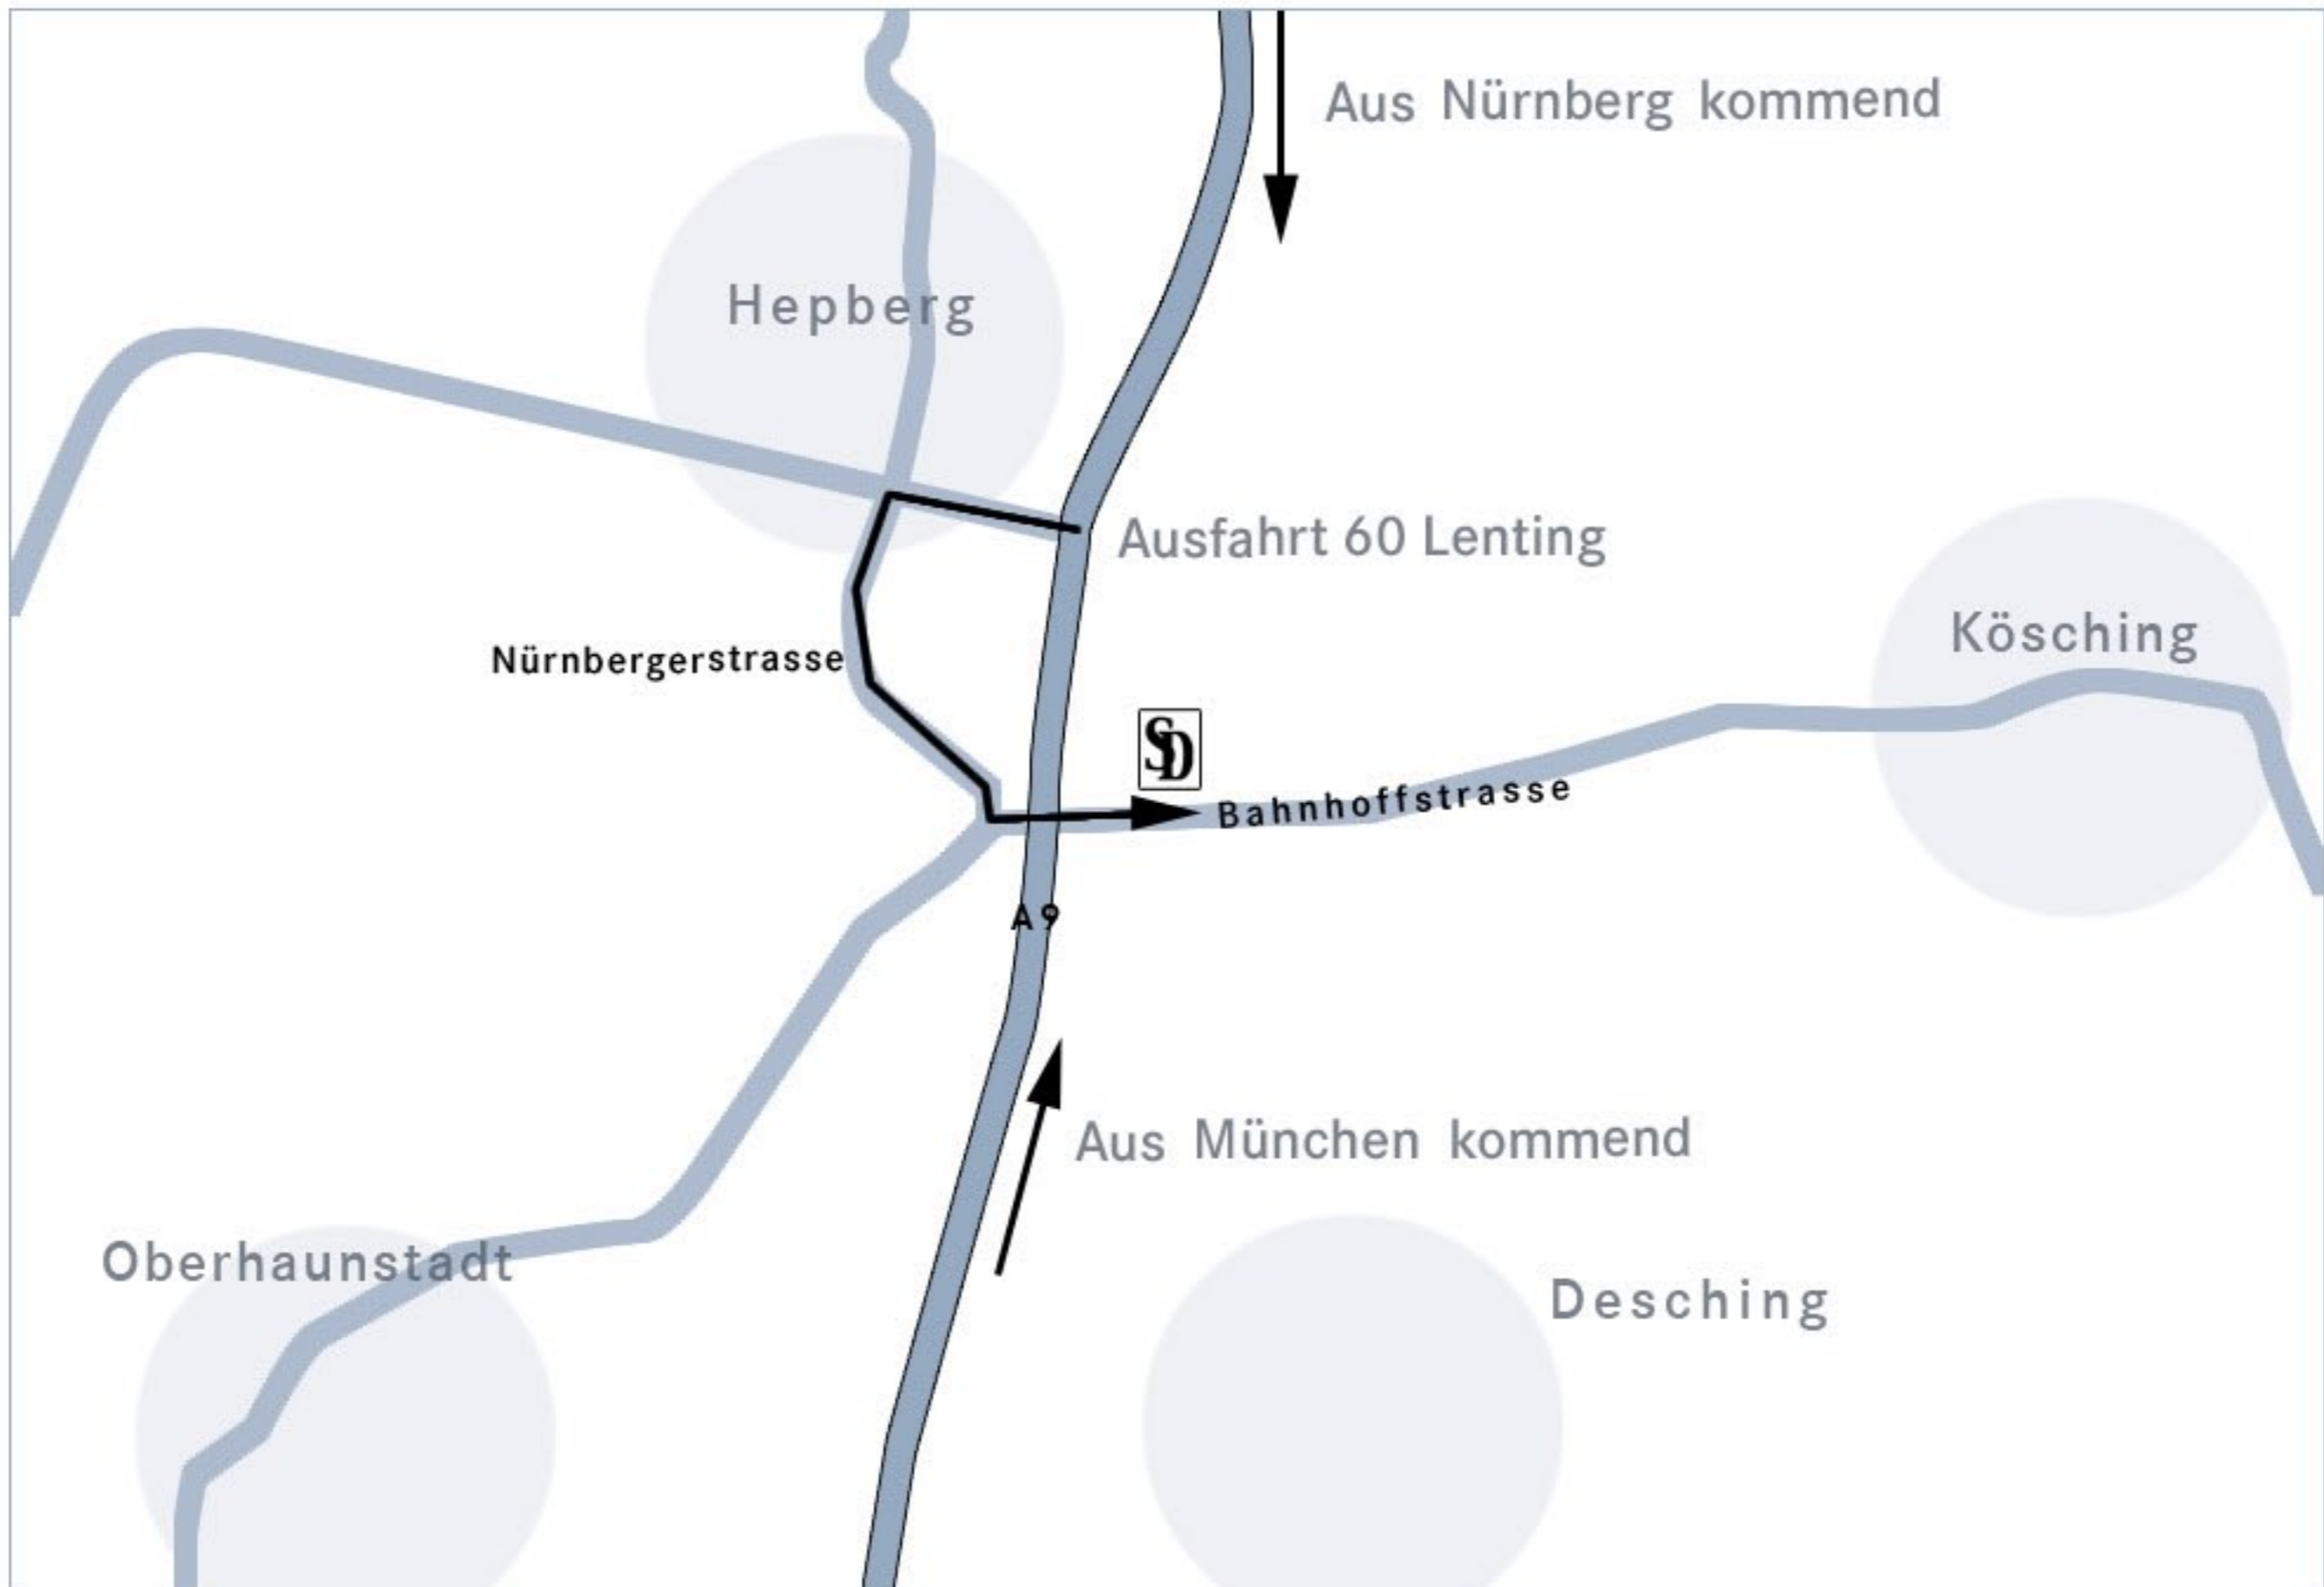 Aus Nürnberg kommend
Hepberg
Ausfahrt 60 Lenting
Kösching
Nürnbergerstrasse
SD
Bahnhoffstrasse
A9
Aus München kommend
Oberhaunstadt
Desching